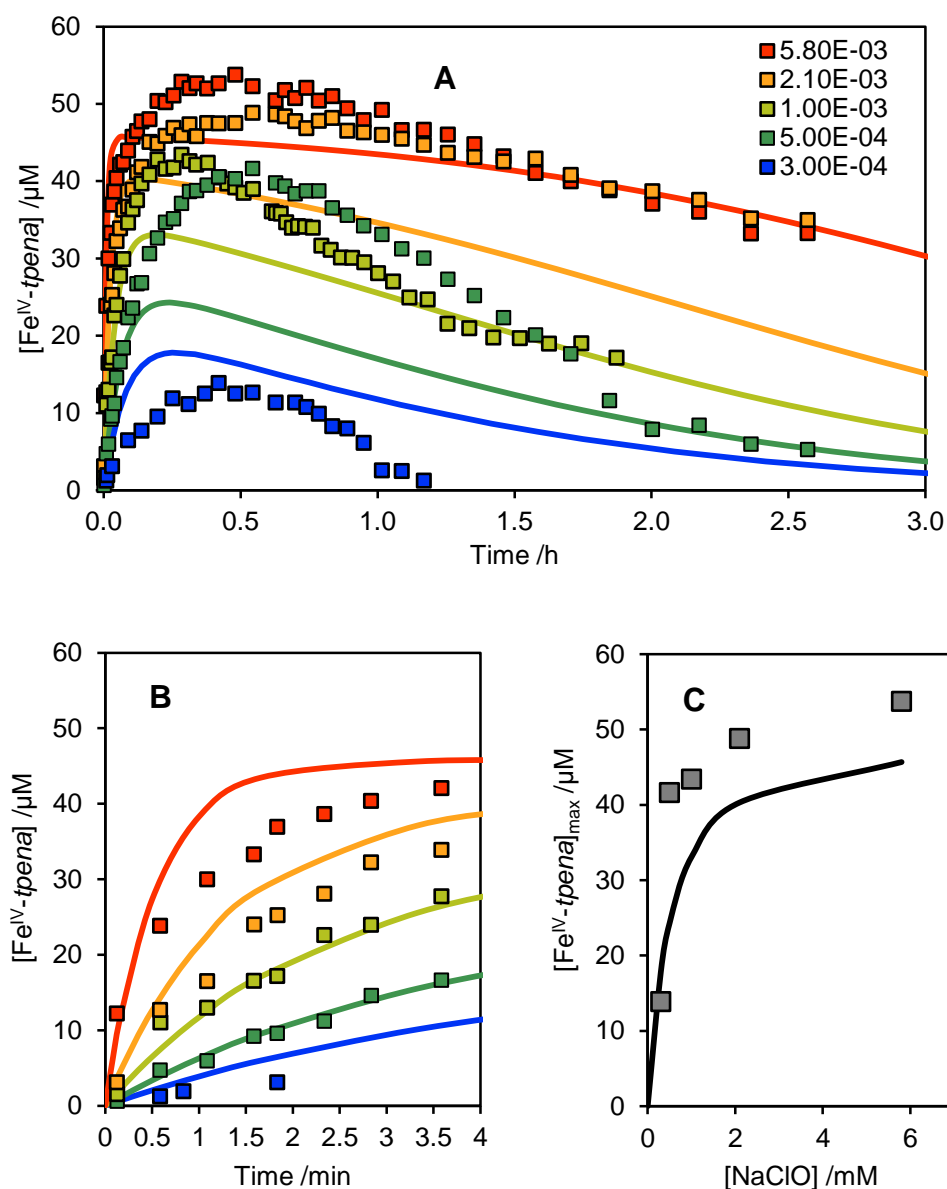 60
50
40
30
20
10
0
[Feᴵⱽ-tpena] /µM
A
5.80E-03
2.10E-03
1.00E-03
5.00E-04
3.00E-04
0.0 0.5 1.0 1.5 2.0 2.5 3.0
Time /h
60
50
40
30
20
10
0
[Feᴵⱽ-tpena] /µM
B
0 0.5 1 1.5 2 2.5 3 3.5 4
Time /min
60
50
40
30
20
10
0
[Feᴵⱽ-tpena]max /µM
C
0 2 4 6
[NaClO] /mM